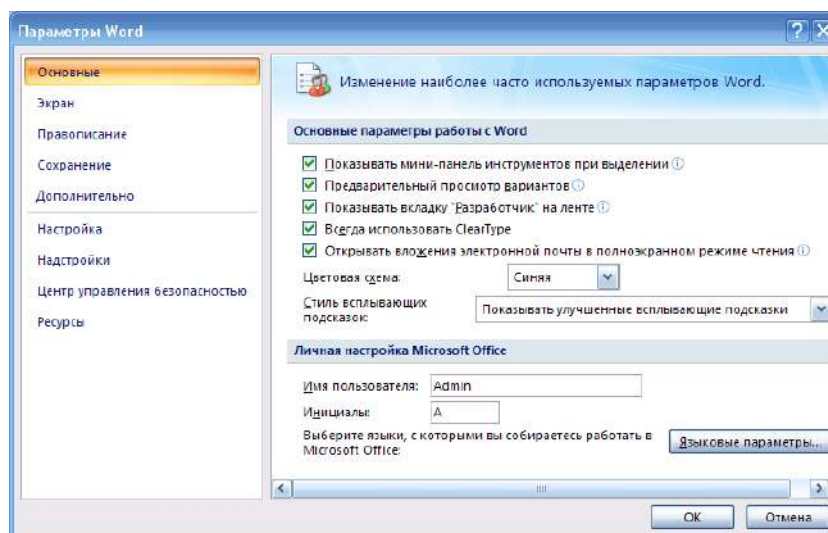 Параметры Word
Основные
Экран
Правописание
Сохранение
Дополнительно
Настройка
Надстройки
Центр управления безопасностью
Ресурсы
Изменение наиболее часто используемых параметров Word.
Основные параметры работы с Word
Показывать мини-панель инструментов при выделении
Предварительный просмотр вариантов
Показывать вкладку "Разработчик" на ленте
Всегда использовать ClearType
Открывать вложения электронной почты в полноэкранном режиме чтения
Цветовая схема: Синяя
Стиль всплывающих
подсказок: Показывать улучшенные всплывающие подсказки
Личная настройка Microsoft Office
Имя пользователя: Admin
Инициалы: A
Выберите языки, с которыми вы собираетесь работать в
Microsoft Office: Языковые параметры...
ОК Отмена